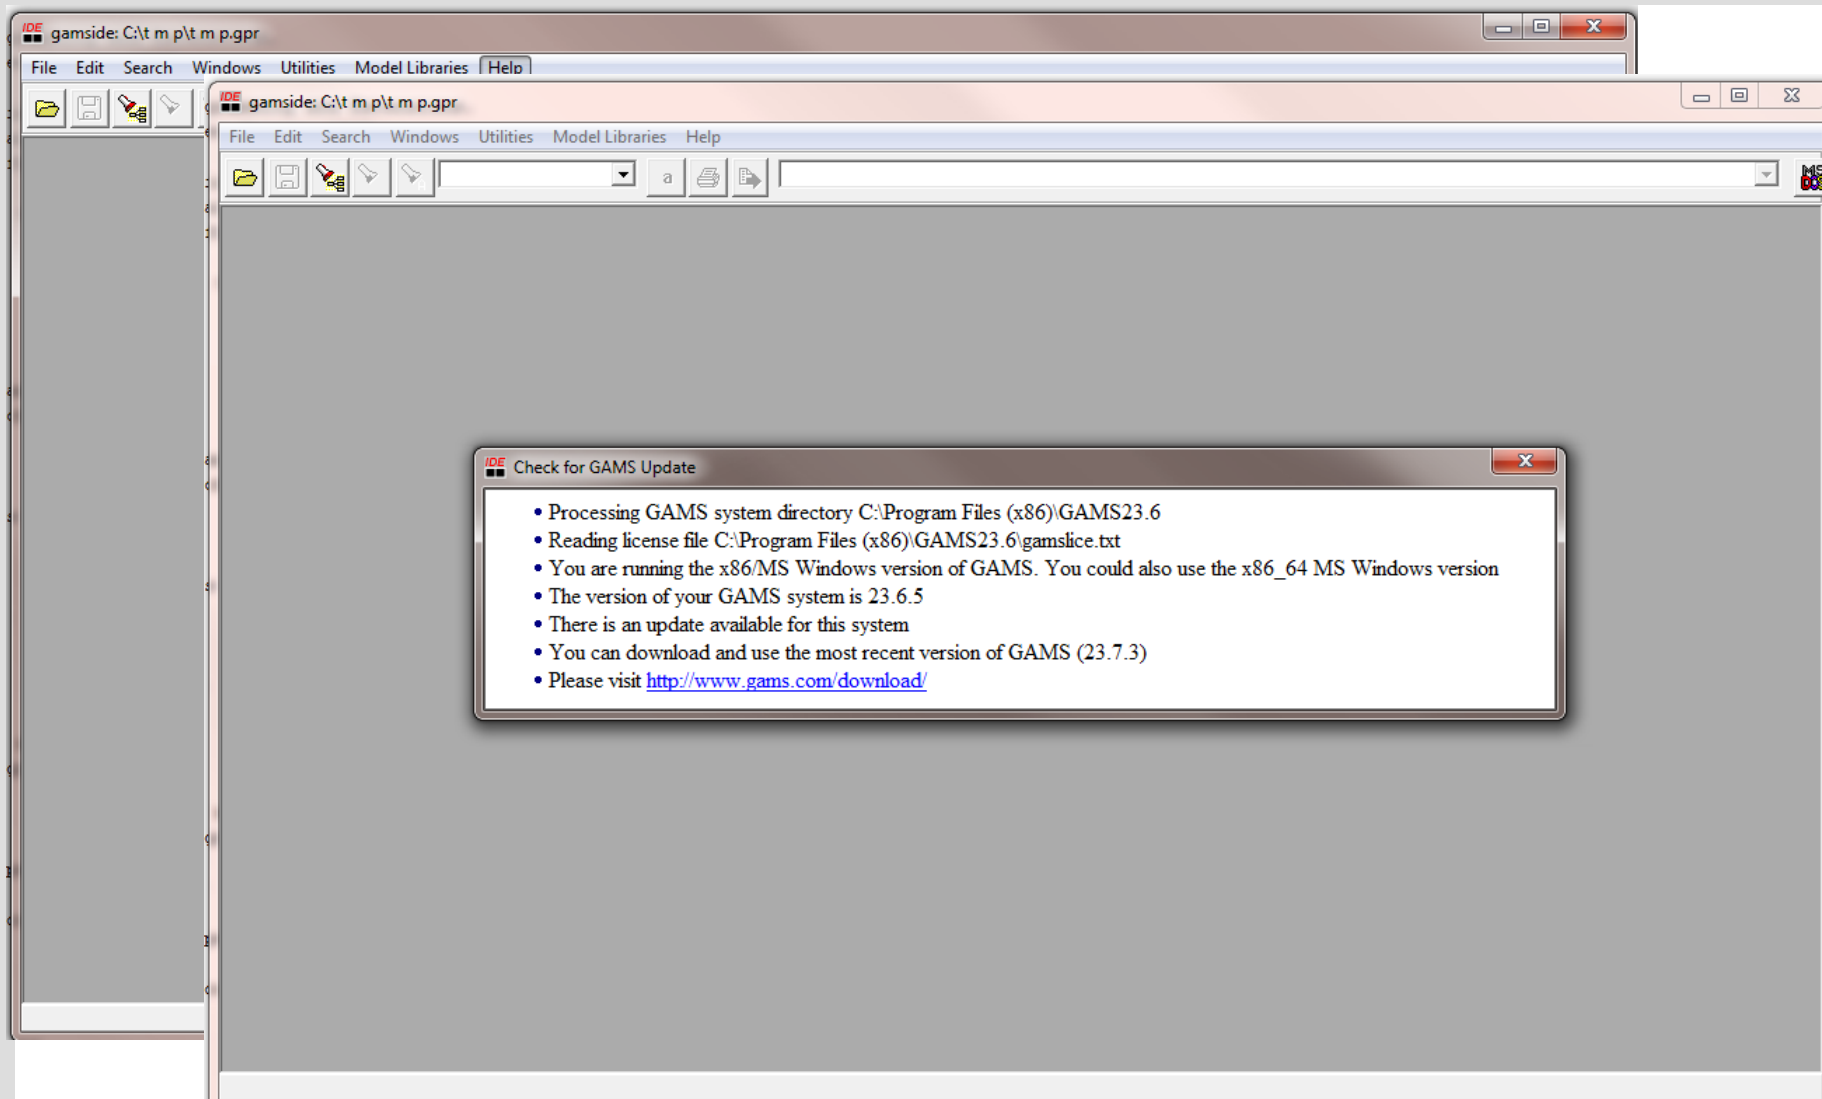 IDE gamside: C:\t m p\t m p.gpr
File Edit Search Windows Utilities Model Libraries Help
IDE gamside: C:\t m p\t m p.gpr
File Edit Search Windows Utilities Model Libraries Help
a MS
IDE Check for GAMS Update
• Processing GAMS system directory C:\Program Files (x86)\GAMS23.6
• Reading license file C:\Program Files (x86)\GAMS23.6\gamslice.txt
• You are running the x86/MS Windows version of GAMS. You could also use the x86_64 MS Windows version
• The version of your GAMS system is 23.6.5
• There is an update available for this system
• You can download and use the most recent version of GAMS (23.7.3)
• Please visit http://www.gams.com/download/